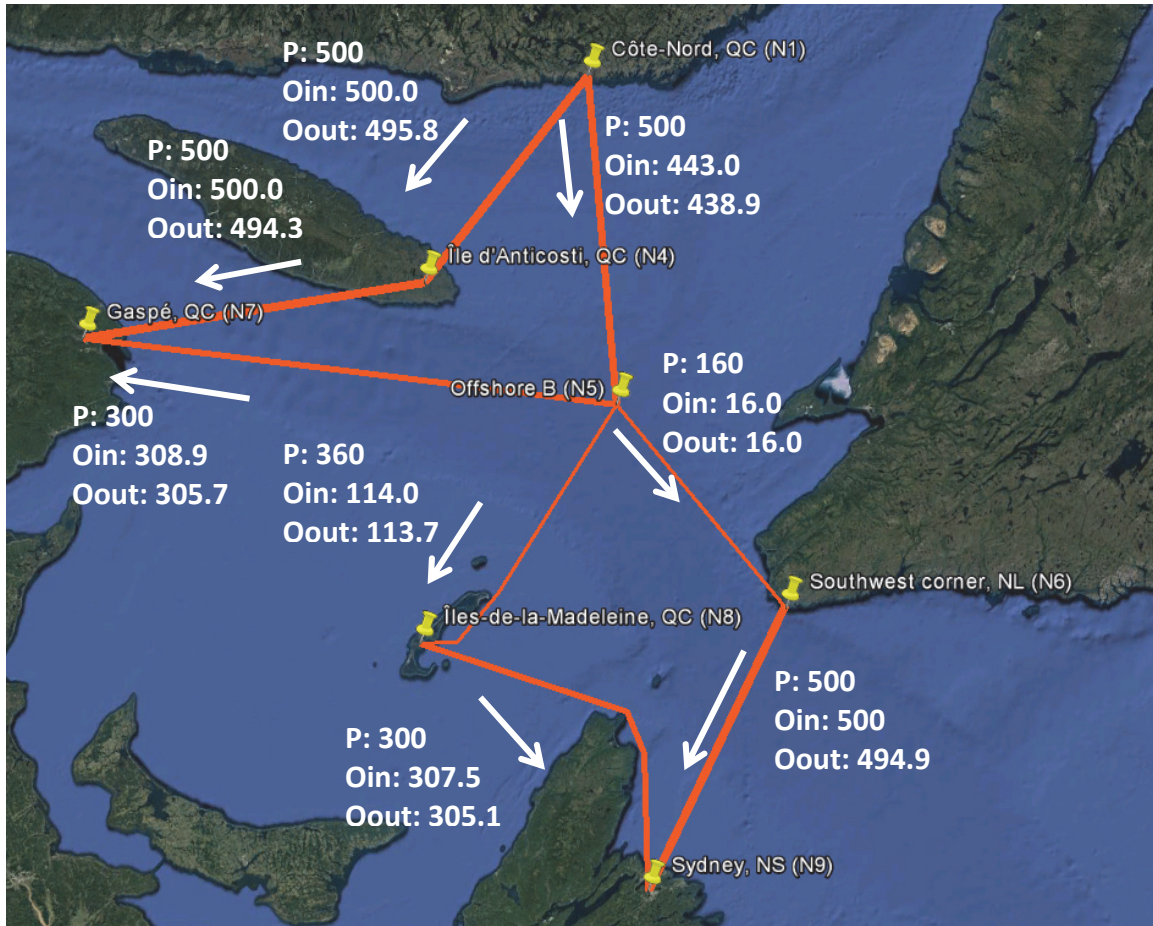 Côte-Nord, QC (N1)
P: 500
Oin: 500.0
Oout: 495.8
P: 500
Oin: 443.0
Oout: 438.9
P: 500
Oin: 500.0
Oout: 494.3
Île d'Anticosti, QC (N4)
Gaspé, QC (N7)
Offshore B (N5)
P: 160
Oin: 16.0
Oout: 16.0
P: 300
Oin: 308.9
Oout: 305.7
P: 360
Oin: 114.0
Oout: 113.7
Southwest corner, NL (N6)
Îles-de-la-Madeleine, QC (N8)
P: 500
Oin: 500
Oout: 494.9
P: 300
Oin: 307.5
Oout: 305.1
Sydney, NS (N9)